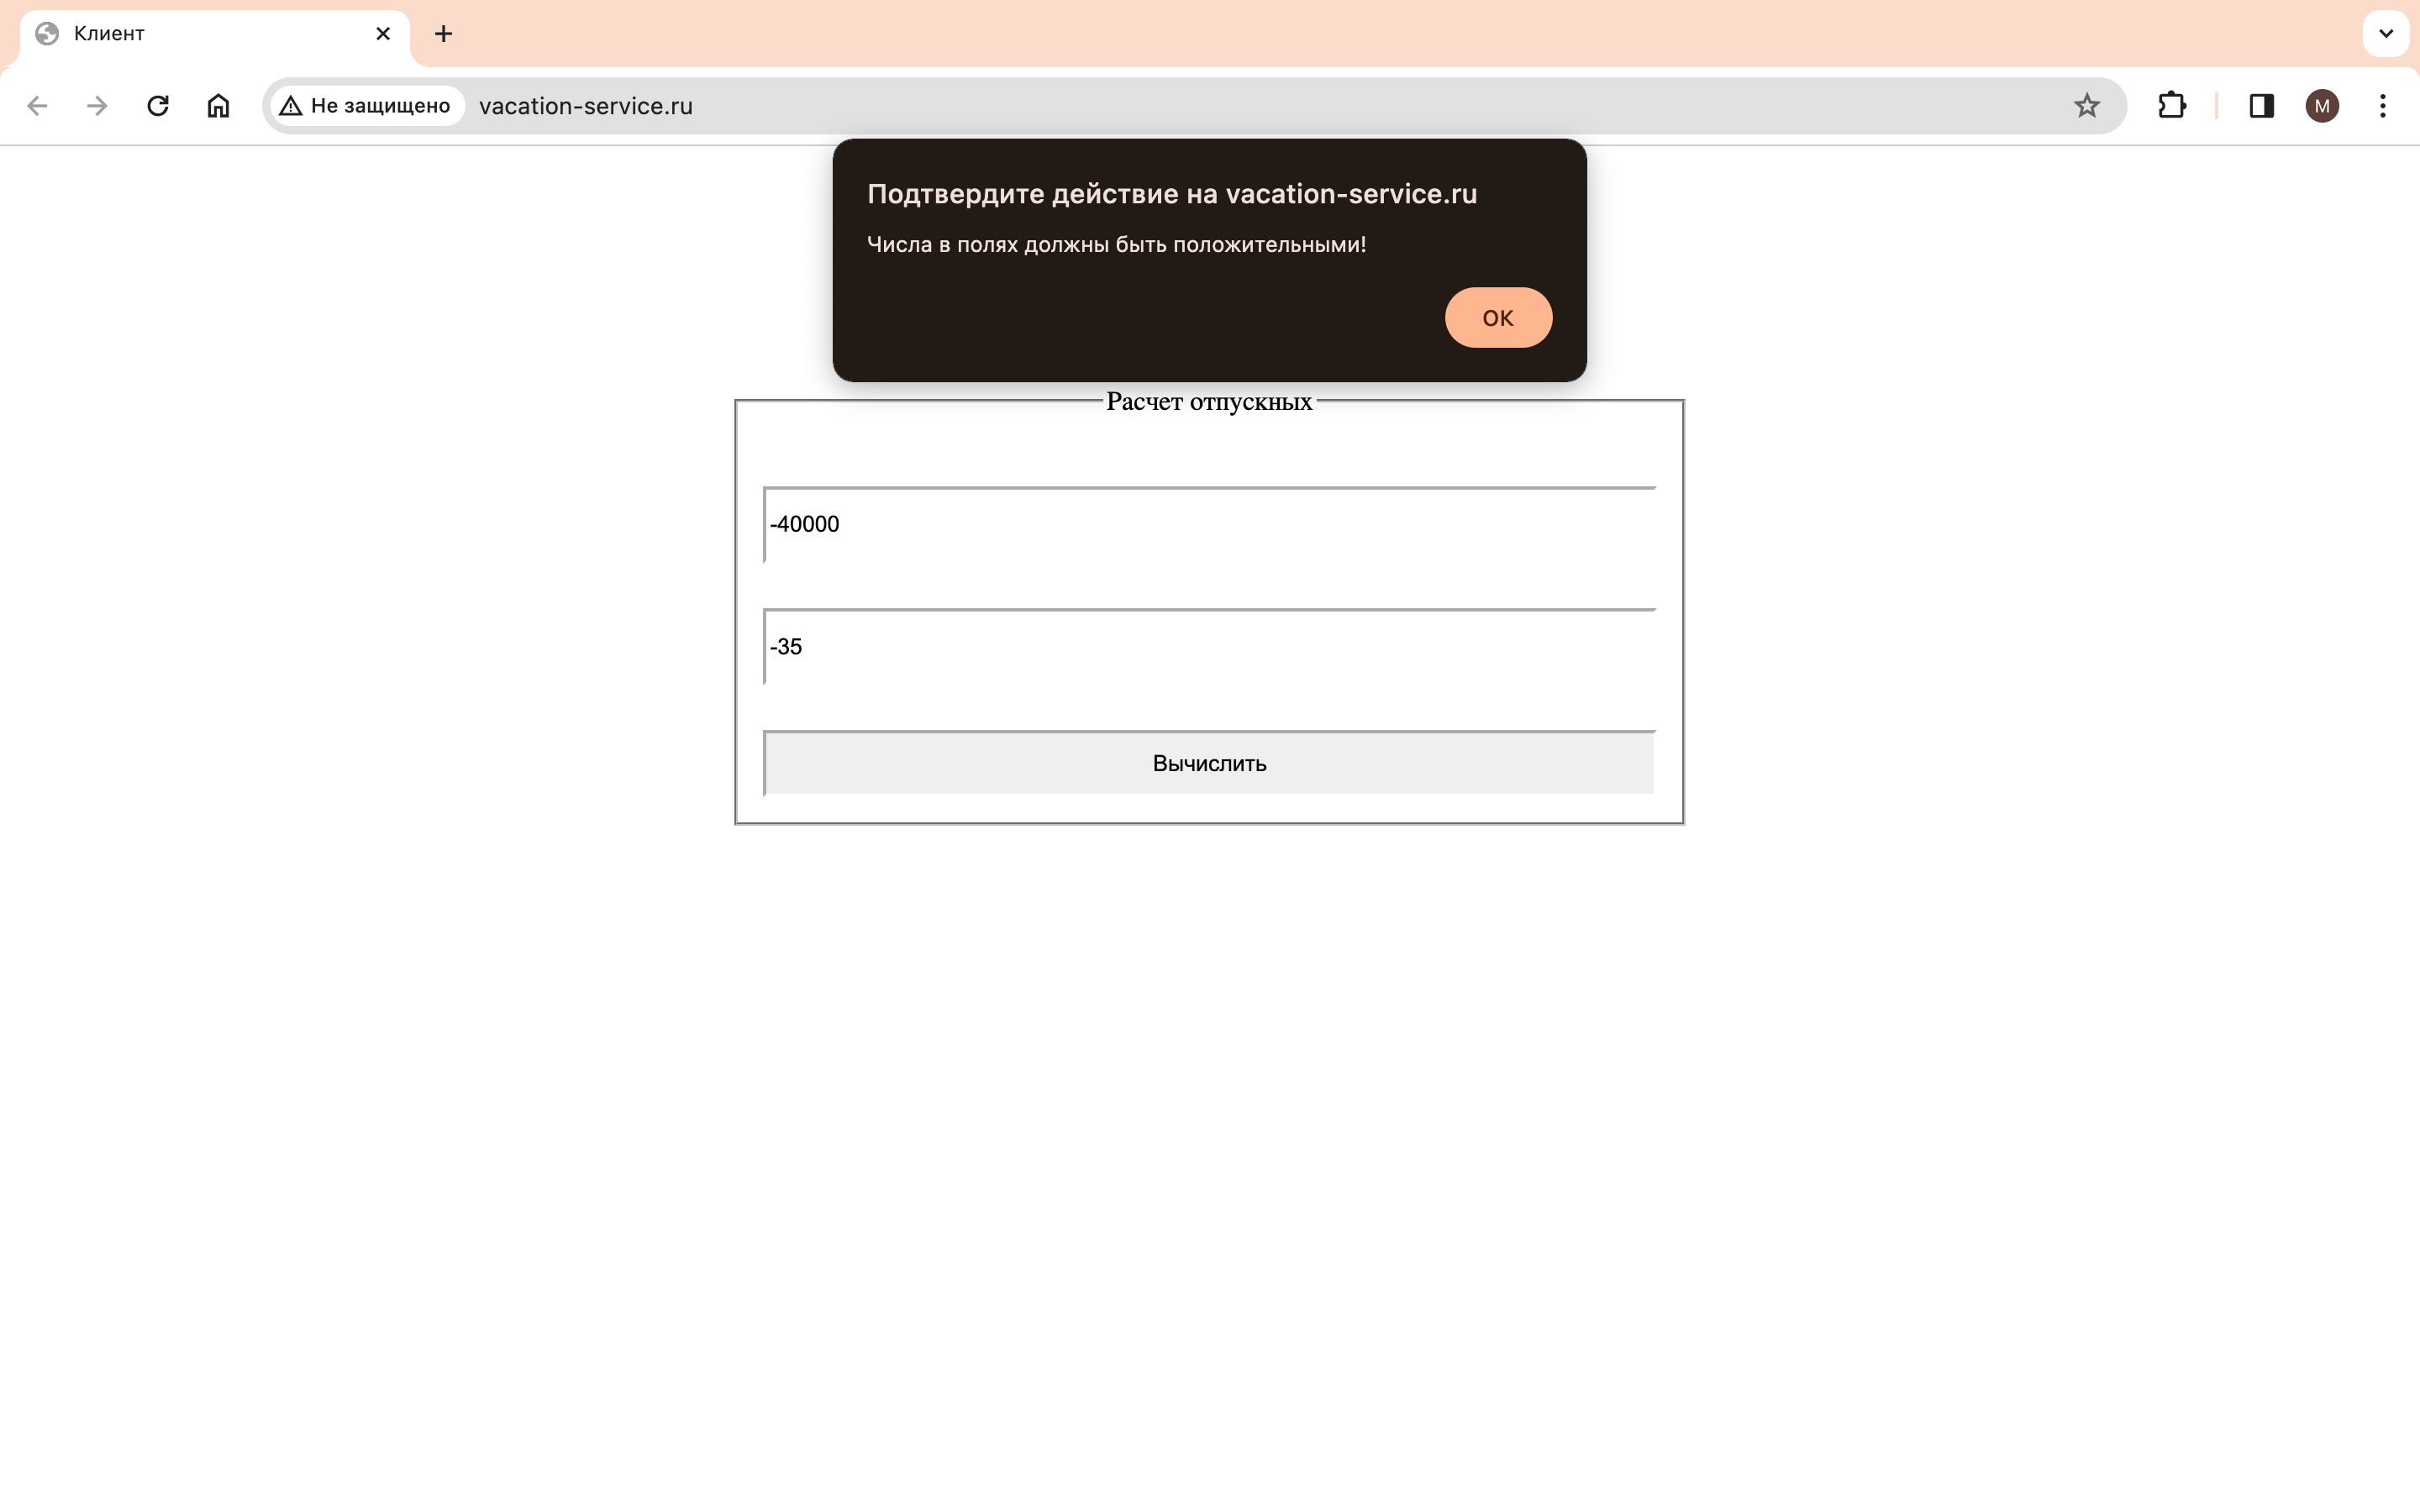 Клиент
Не защищено vacation-service.ru
M
Подтвердите действие на vacation-service.ru
Числа в полях должны быть положительными!
ОК
Расчет отпускных
-40000
-35
Вычислить